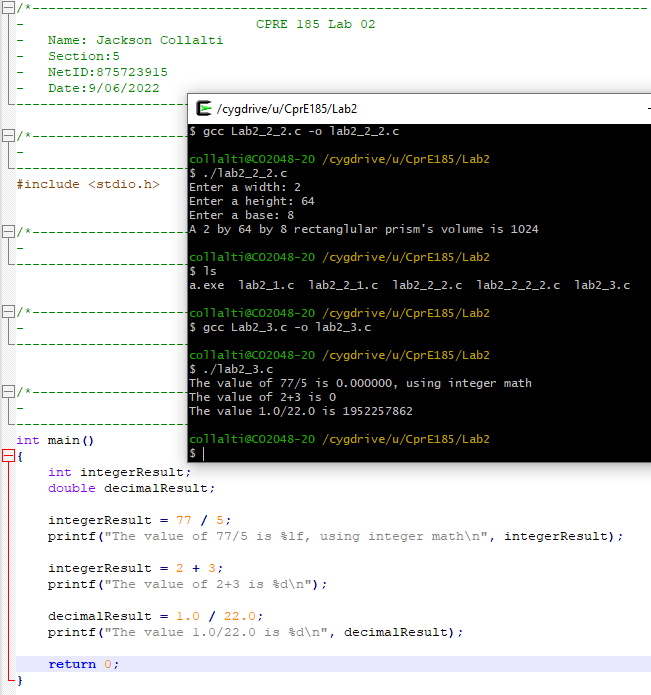 /*-----------------------------------------------------------------------------
- CPRE 185 Lab 02
- Name: Jackson Collalti
- Section:5
- NetID:875723915
- Date:9/06/2022
-----------------------------------------------------------------------------
/*-----------------------------------------------------------------------------
-
-----------------------------------------------------------------------------
#include <stdio.h>
/*-----------------------------------------------------------------------------
-
-----------------------------------------------------------------------------
/*-----------------------------------------------------------------------------
-
-----------------------------------------------------------------------------
/*-----------------------------------------------------------------------------
-
-----------------------------------------------------------------------------
int main()
{
    int integerResult;
    double decimalResult;

    integerResult = 77 / 5;
    printf("The value of 77/5 is %lf, using integer math\n", integerResult);

    integerResult = 2 + 3;
    printf("The value of 2+3 is %d\n");

    decimalResult = 1.0 / 22.0;
    printf("The value 1.0/22.0 is %d\n", decimalResult);

    return 0;
}
/cygdrive/u/CprE185/Lab2
$ gcc Lab2_2_2.c -o lab2_2_2.c

collalti@CO2048-20 /cygdrive/u/CprE185/Lab2
$ ./lab2_2_2.c
Enter a width: 2
Enter a height: 64
Enter a base: 8
A 2 by 64 by 8 rectanglular prism's volume is 1024

collalti@CO2048-20 /cygdrive/u/CprE185/Lab2
$ ls
a.exe  lab2_1.c  lab2_2_1.c  lab2_2_2.c  lab2_2_2_2.c  lab2_3.c

collalti@CO2048-20 /cygdrive/u/CprE185/Lab2
$ gcc Lab2_3.c -o lab2_3.c

collalti@CO2048-20 /cygdrive/u/CprE185/Lab2
$ ./lab2_3.c
The value of 77/5 is 0.000000, using integer math
The value of 2+3 is 0
The value 1.0/22.0 is 1952257862

collalti@CO2048-20 /cygdrive/u/CprE185/Lab2
$